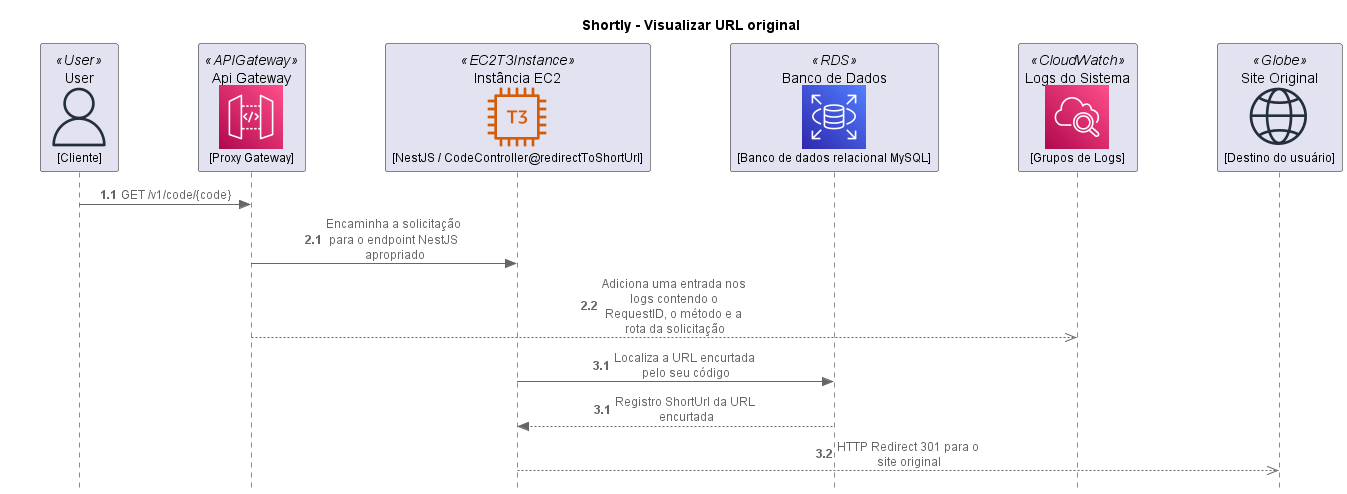 Shortly - Visualizar URL original
«User»
User
[Cliente]
«APIGateway»
Api Gateway
[Proxy Gateway]
«EC2T3Instance»
Instância EC2
T3
[NestJS / CodeController@redirectToShortUrl]
«RDS»
Banco de Dados
[Banco de dados relacional MySQL]
«CloudWatch»
Logs do Sistema
[Grupos de Logs]
«Globe»
Site Original
[Destino do usuário]
1.1 GET /v1/code/{code}
Encaminha a solicitação
2.1 para o endpoint NestJS
apropriado
Adiciona uma entrada nos
logs contendo o
2.2 RequestID, o método e a
rota da solicitação
3.1 Localiza a URL encurtada
pelo seu código
3.1 Registro ShortUrl da URL
encurtada
3.2 HTTP Redirect 301 para o
site original